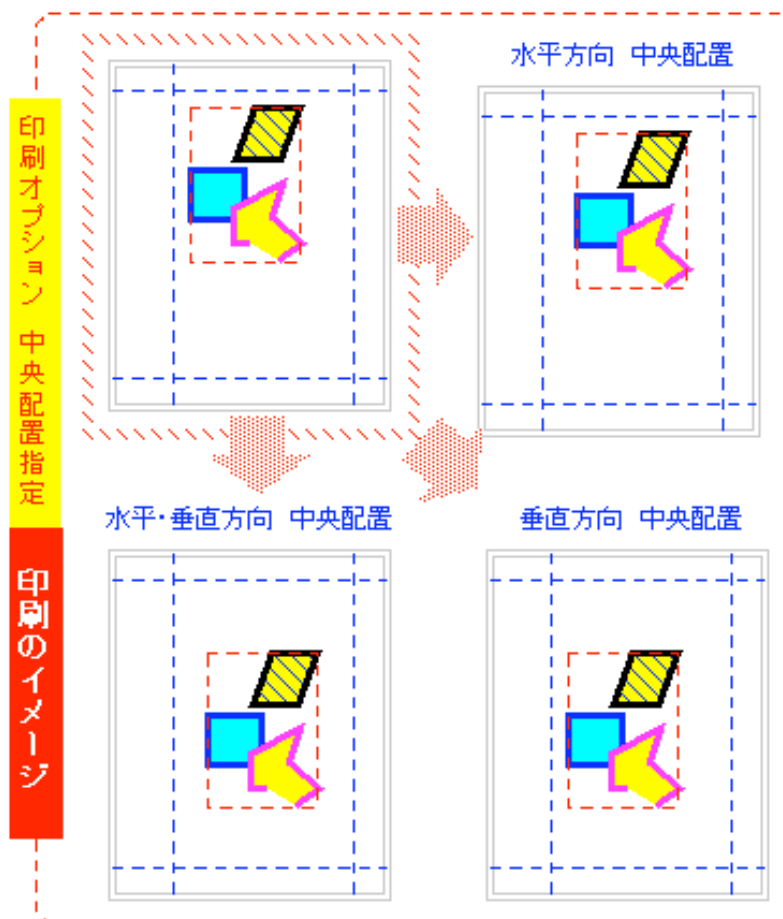 水平方向 中央配置
印刷オプション 中央配置指定
水平・垂直方向 中央配置
垂直方向 中央配置
印刷のイメージ